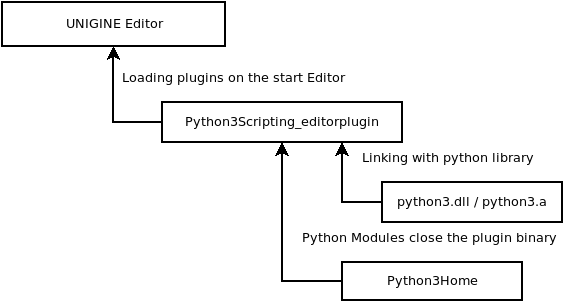 UNIGINE Editor
Loading plugins on the start Editor
Python3Scripting_editorplugin
Linking with python library
python3.dll / python3.a
Python Modules close the plugin binary
Python3Home